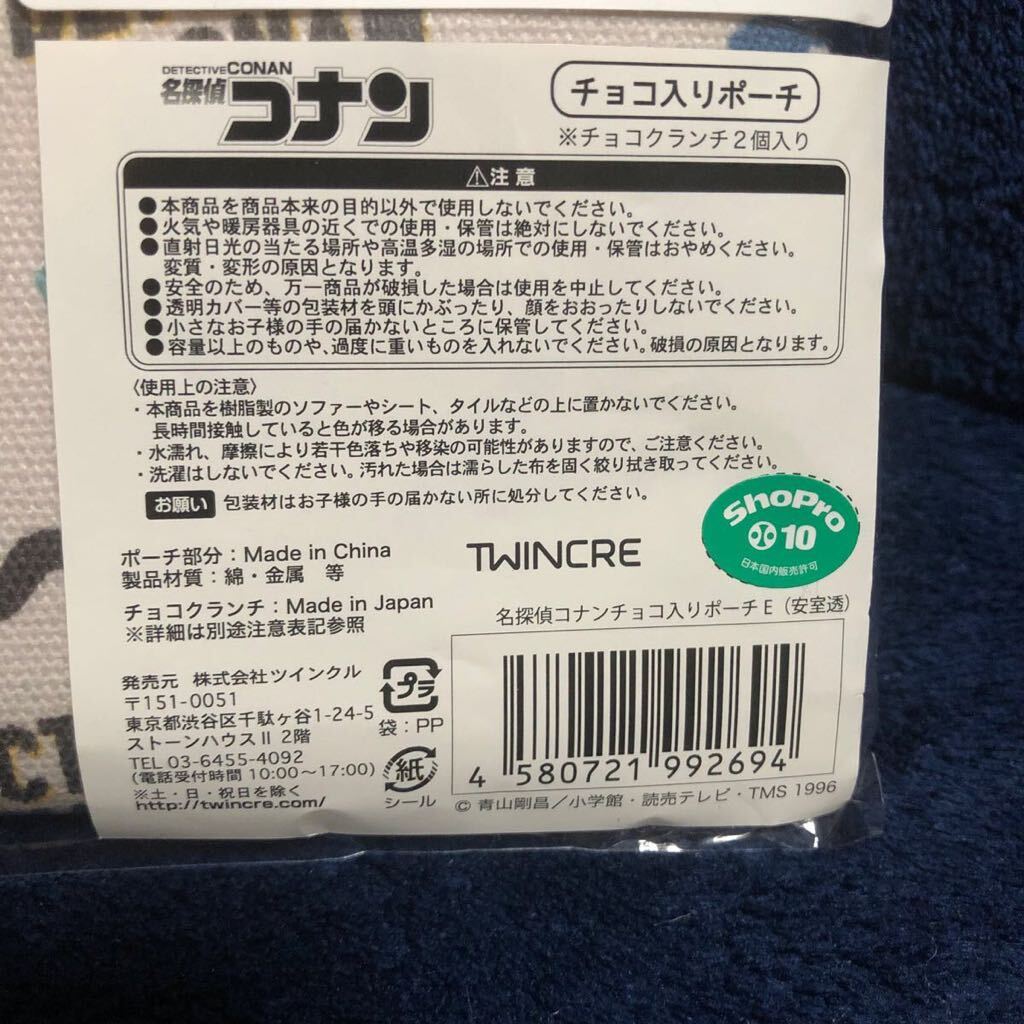 DETECTIVE CONAN
名探偵
コナン
チョコ入りポーチ
※チョコクランチ2個入り
⚠注意
●本商品を商品本来の目的以外で使用しないでください。
●火気や暖房器具の近くでの使用・保管は絶対にしないでください。
●直射日光の当たる場所や高温多湿の場所での使用・保管はおやめください。
変質・変形の原因となります。
●安全のため、万一商品が破損した場合は使用を中止してください。
●透明カバー等の包装材を頭にかぶったり、顔をおおったりしないでください。
●小さなお子様の手の届かないところに保管してください。
●容量以上のものや、過度に重いものを入れないでください。破損の原因となります。
〈使用上の注意〉
・本商品を樹脂製のソファーやシート、タイルなどの上に置かないでください。
長時間接触していると色が移る場合があります。
・水濡れ、摩擦により若干色落ちや移染の可能性がありますので、ご注意ください。
・洗濯はしないでください。汚れた場合は濡らした布を固く絞り拭き取ってください。
お願い 包装材はお子様の手の届かない所に処分してください。
ShoPro
10
日本国内販売許可
ポーチ部分：Made in China
製品材質：綿・金属 等
TWINCRE
チョコクランチ：Made in Japan
※詳細は別途注意表記参照
名探偵コナンチョコ入りポーチE（安室透）
発売元 株式会社ツインクル
〒151-0051
東京都渋谷区千駄ヶ谷1-24-5
ストーンハウスⅡ 2階
TEL 03-6455-4092
(電話受付時間 10:00～17:00)
※土・日・祝日を除く
http://twincre.com/
プラ
袋：PP
紙
シール
4 580721 992694
© 青山剛昌／小学館・読売テレビ・TMS 1996